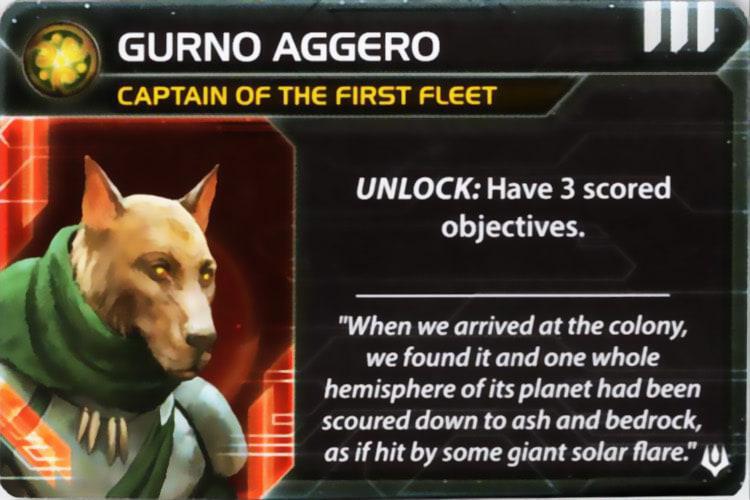 GURNO AGGERO
CAPTAIN OF THE FIRST FLEET
UNLOCK: Have 3 scored
objectives.
"When we arrived at the colony,
we found it and one whole
hemisphere of its planet had been
scoured down to ash and bedrock,
as if hit by some giant solar flare."